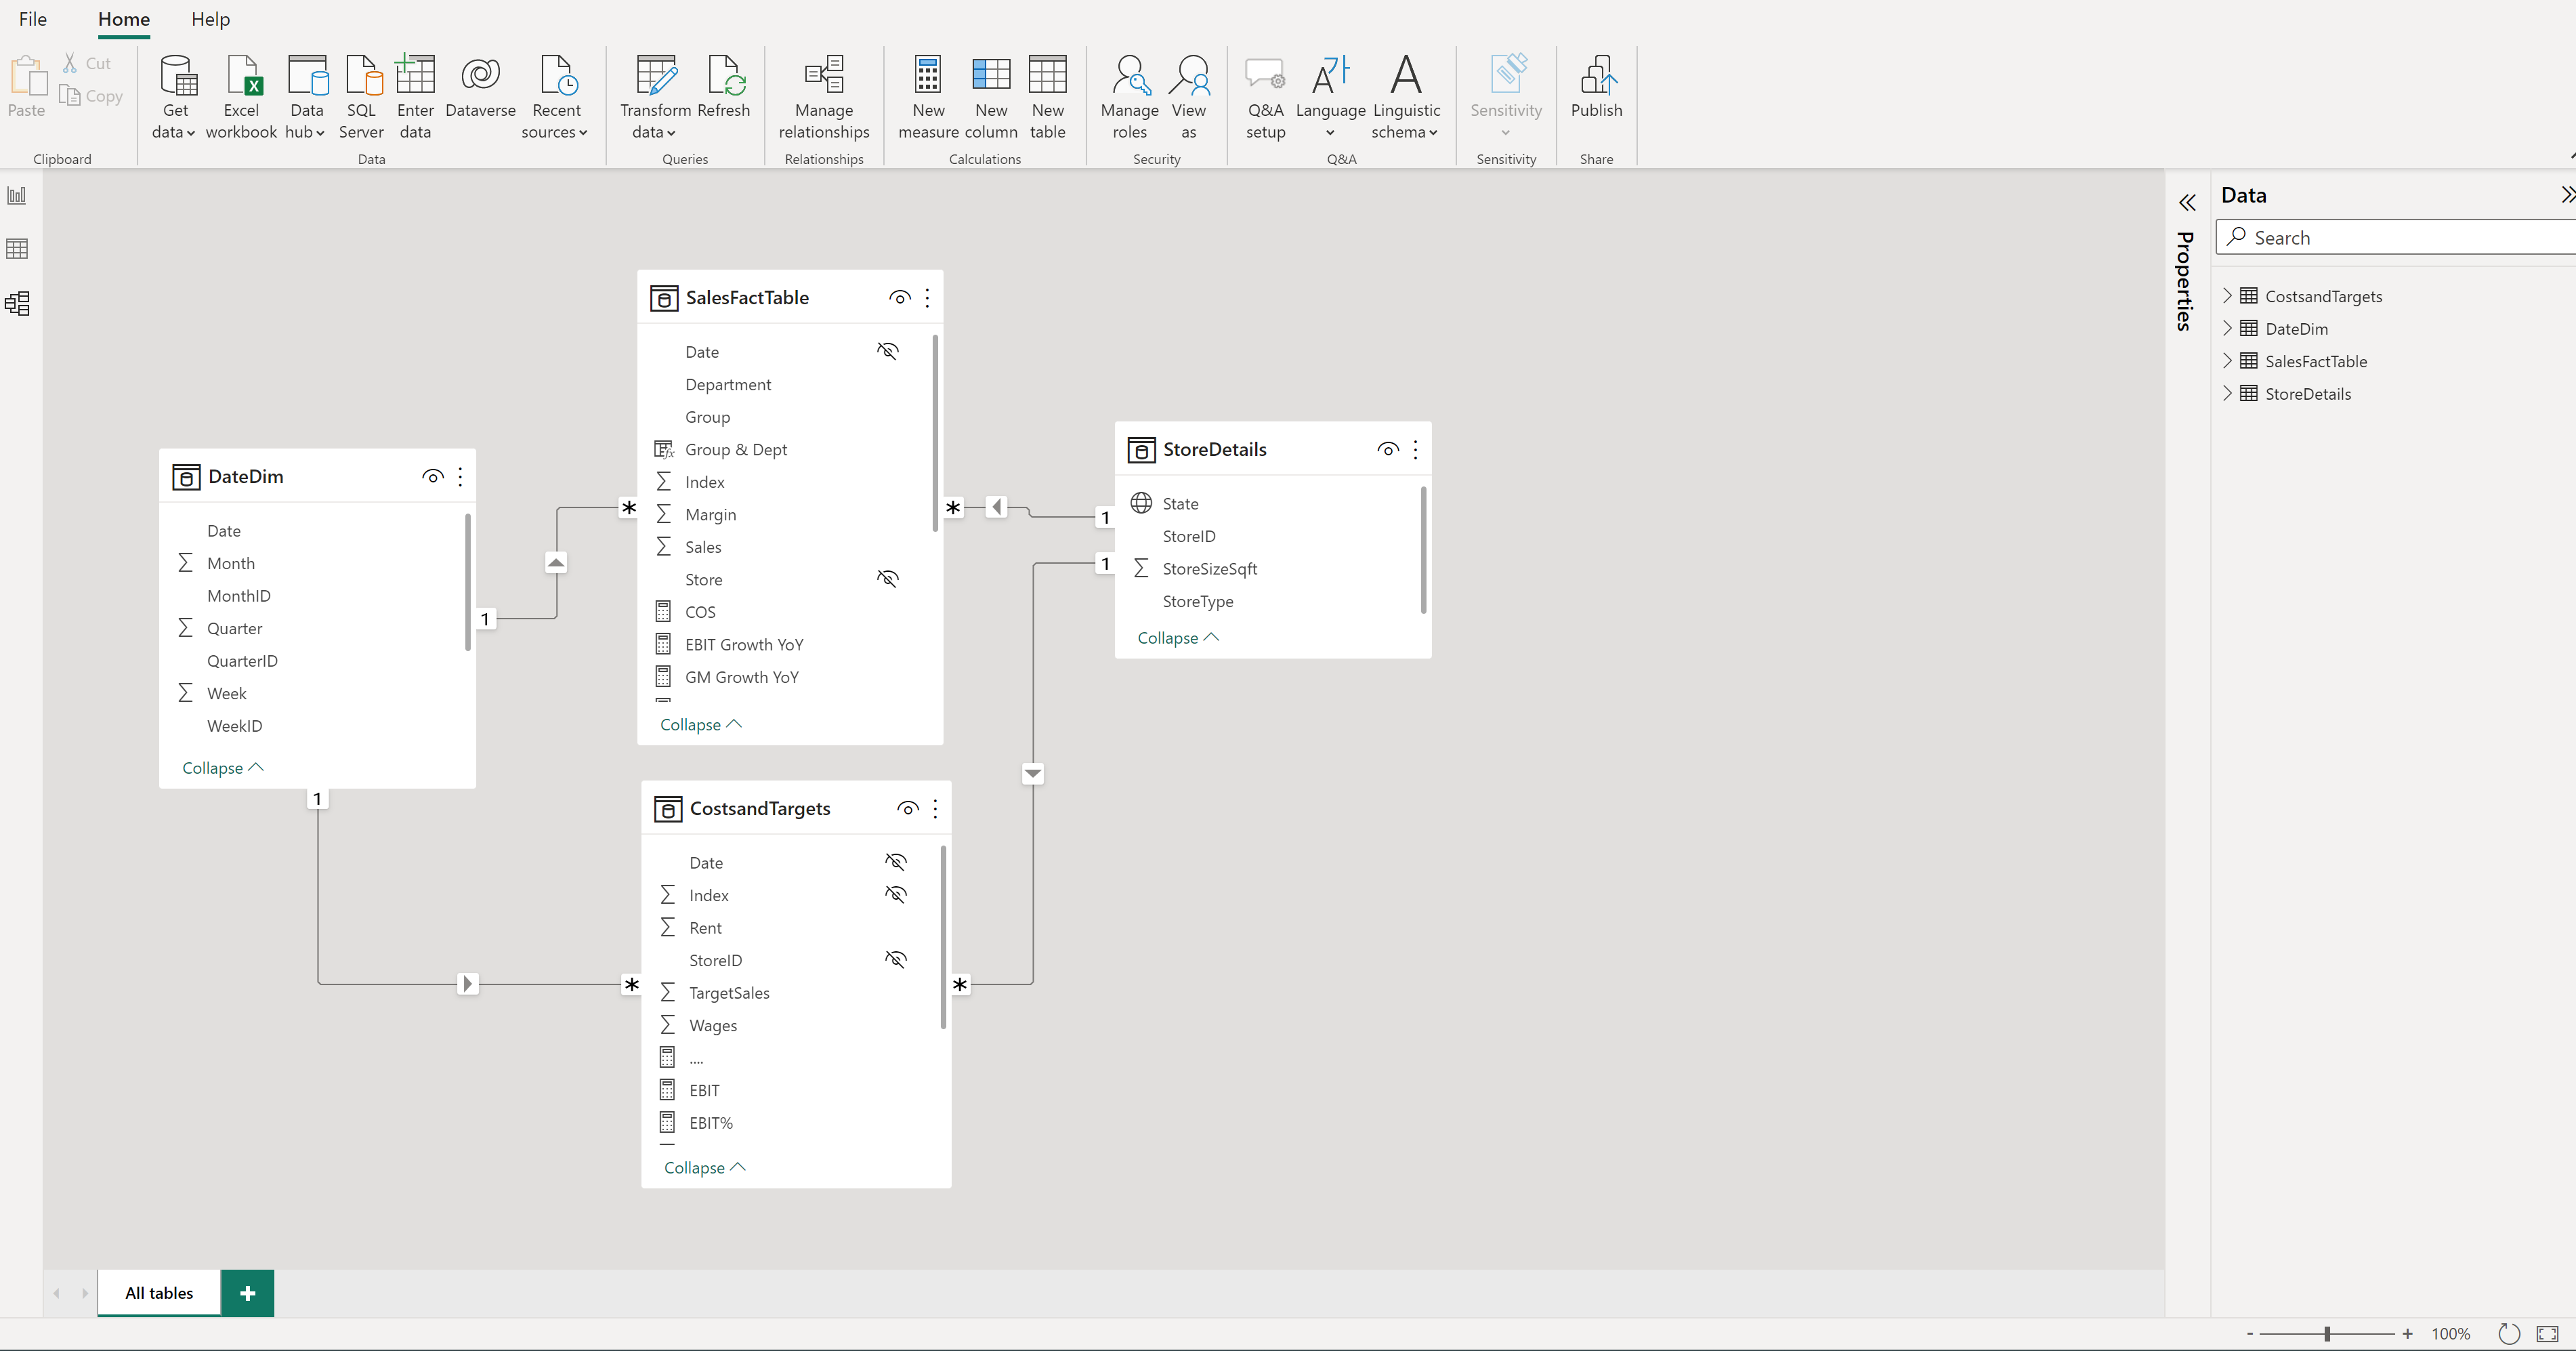 File Home Help
Paste Cut Copy
Clipboard
Get data
Excel workbook
Data hub
SQL Server
Enter data
Dataverse
Recent sources
Data
Transform data
Refresh
Queries
Manage relationships
Relationships
New measure
New column
New table
Calculations
Manage roles
View as
Security
Q&A setup
Language
Linguistic schema
Q&A
Sensitivity
Sensitivity
Publish
Share
DateDim
Date
Month
MonthID
Quarter
QuarterID
Week
WeekID
Collapse
1
1
SalesFactTable
Date
Department
Group
Group & Dept
Index
Margin
Sales
Store
COS
EBIT Growth YoY
GM Growth YoY
Collapse
*
*
CostsandTargets
Date
Index
Rent
StoreID
TargetSales
Wages
....
EBIT
EBIT%
Collapse
*
*
StoreDetails
State
StoreID
StoreSizeSqft
StoreType
Collapse
1
1
Properties
Data
Search
CostsandTargets
DateDim
SalesFactTable
StoreDetails
All tables +
- + 100%